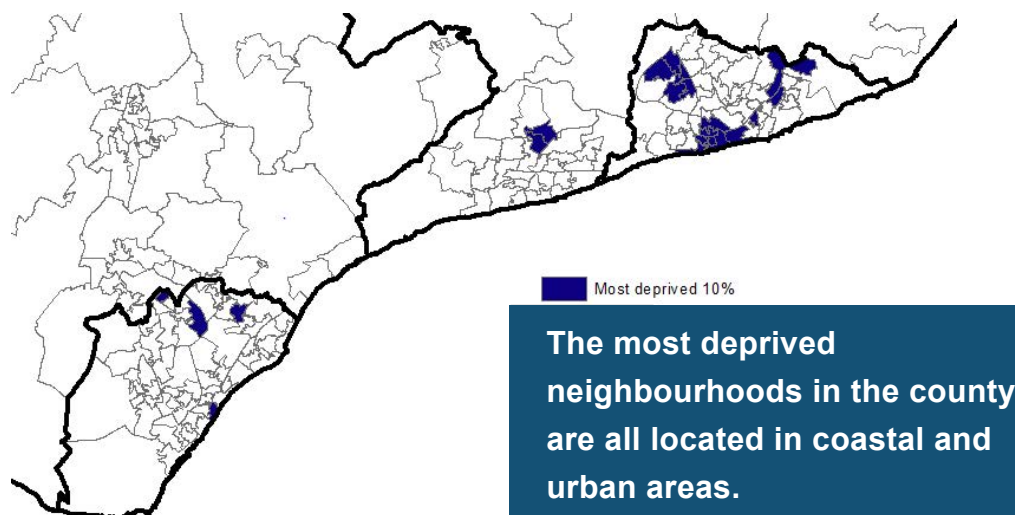 Most deprived 10%
The most deprived
neighbourhoods in the county
are all located in coastal and
urban areas.